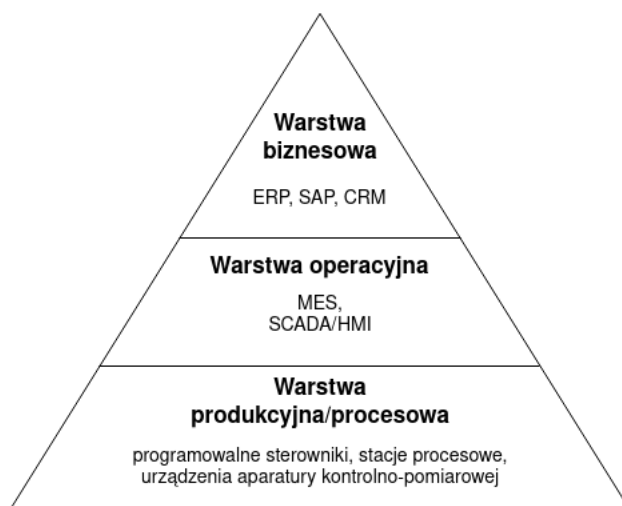 Warstwa
biznesowa
ERP, SAP, CRM
Warstwa operacyjna
MES,
SCADA/HMI
Warstwa
produkcyjna/procesowa
programowalne sterowniki, stacje procesowe,
urządzenia aparatury kontrolno-pomiarowej